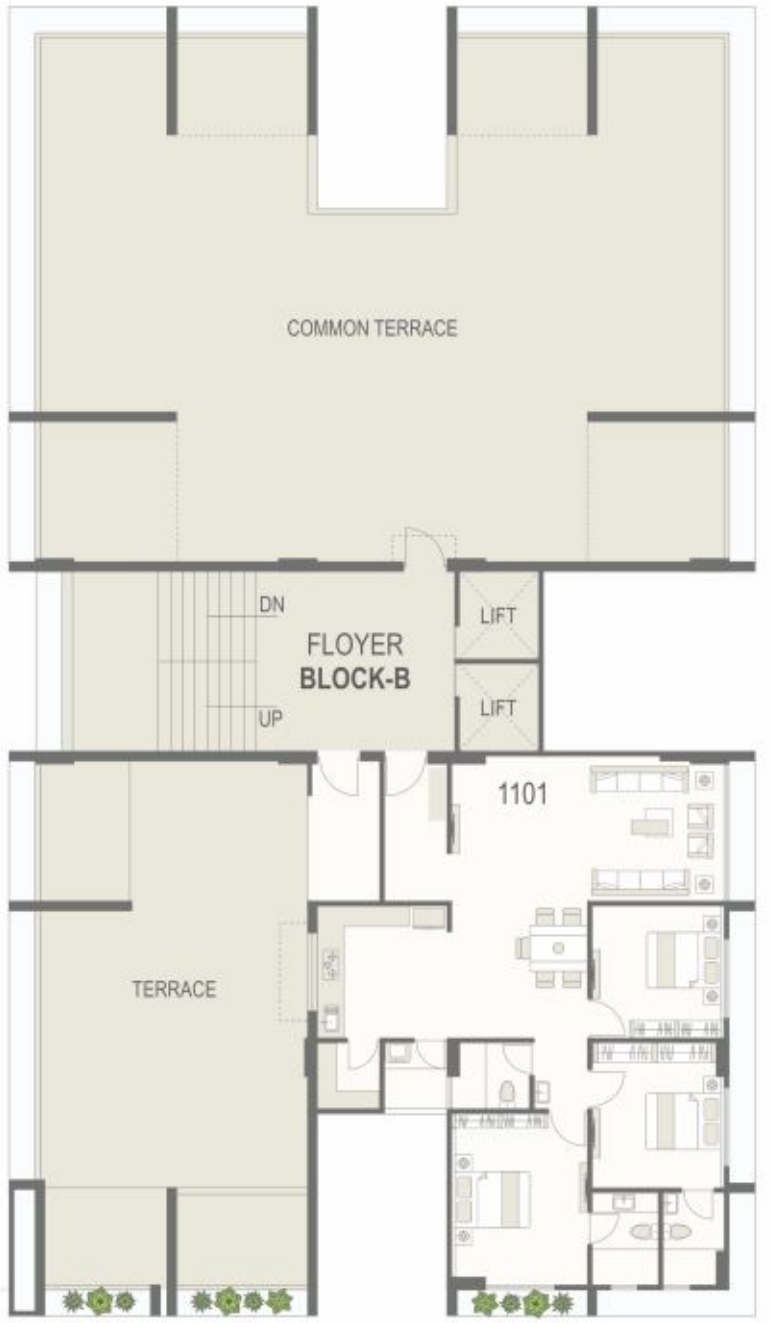 COMMON TERRACE
DN
LIFT
FLOYER
BLOCK-B
UP
LIFT
1101
TERRACE